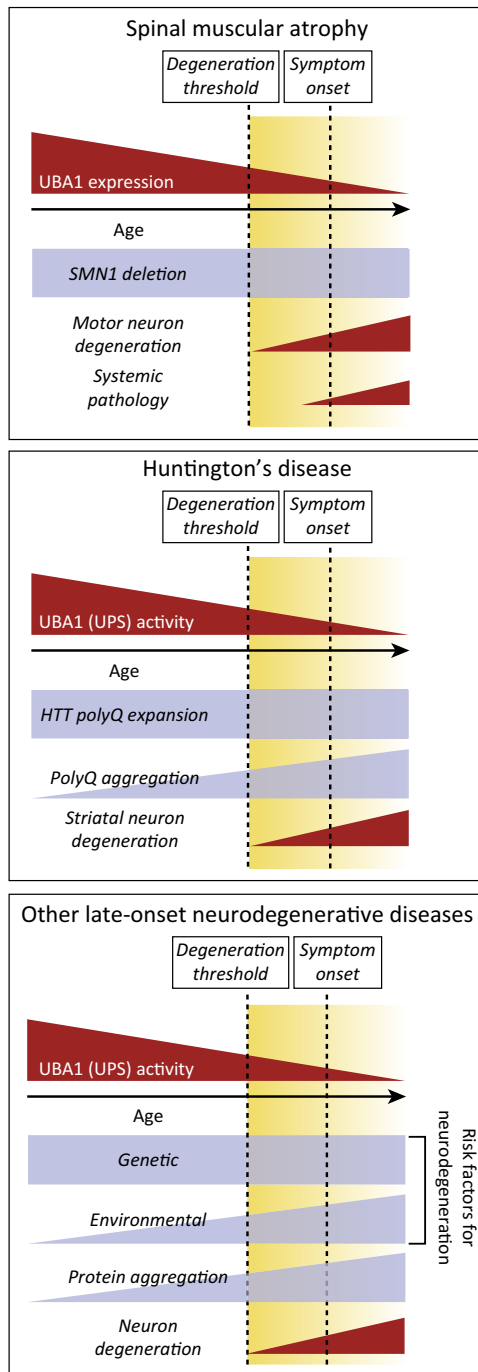 Spinal muscular atrophy
Degeneration
threshold
Symptom
onset
UBA1 expression
Age
SMN1 deletion
Motor neuron
degeneration
Systemic
pathology
Huntington's disease
Degeneration
threshold
Symptom
onset
UBA1 (UPS) activity
Age
HTT polyQ expansion
PolyQ aggregation
Striatal neuron
degeneration
Other late-onset neurodegenerative diseases
Degeneration
threshold
Symptom
onset
UBA1 (UPS) activity
Age
Genetic
Environmental
Risk factors for
neurodegeneration
Protein aggregation
Neuron
degeneration